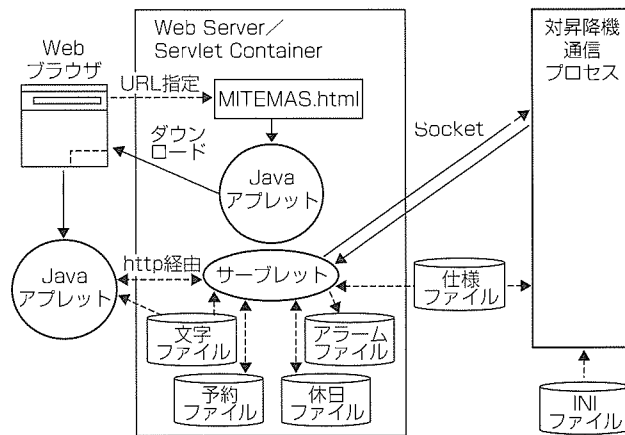 Web
ブラウザ
Web Server／
Servlet Container
対昇降機
通信
プロセス
URL指定
MITEMAS.html
ダウン
ロード
Socket
Java
アプレット
http経由
Java
アプレット
サーブレット
仕様
ファイル
文字
ファイル
アラーム
ファイル
予約
ファイル
休日
ファイル
INI
ファイル